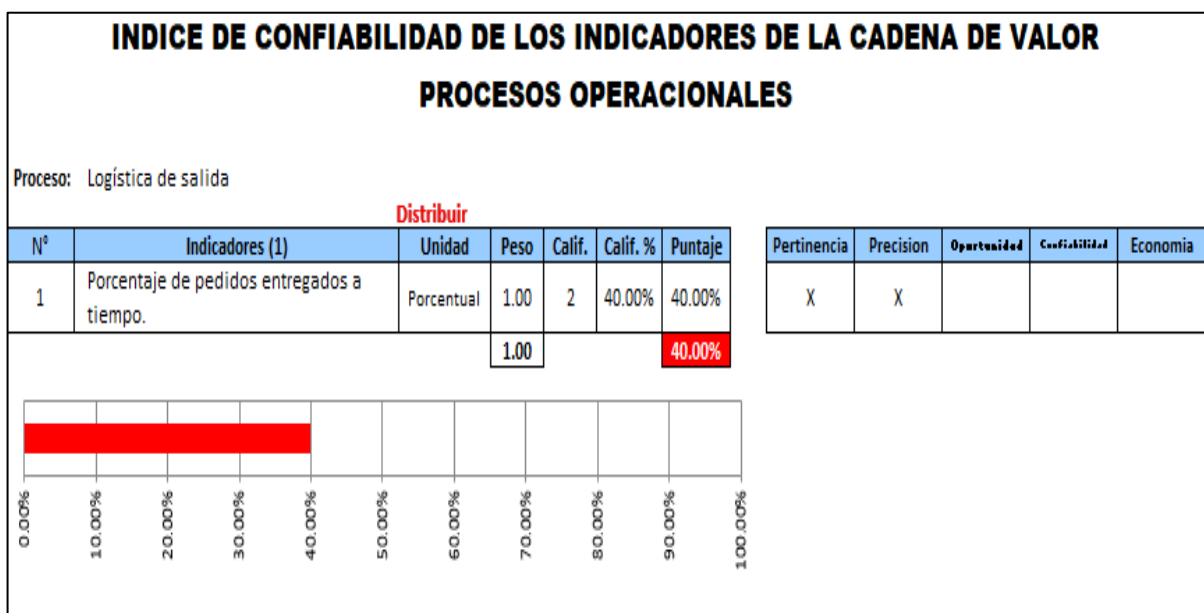 INDICE DE CONFIABILIDAD DE LOS INDICADORES DE LA CADENA DE VALOR
PROCESOS OPERACIONALES
Proceso: Logística de salida
Distribuir
N° Indicadores (1) Unidad Peso Calif. Calif. % Puntaje Pertinencia Precision Oportunidad Confiabilidad Economia
1 Porcentaje de pedidos entregados a tiempo. Porcentual 1.00 2 40.00% 40.00% X X
1.00 40.00%
0.00% 10.00% 20.00% 30.00% 40.00% 50.00% 60.00% 70.00% 80.00% 90.00% 100.00%